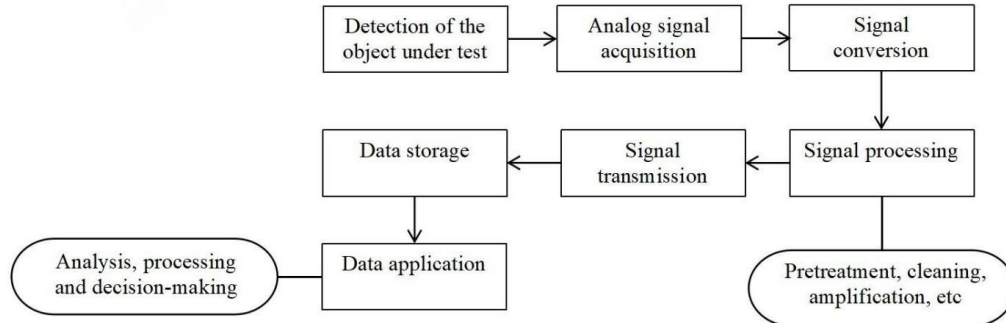 Detection of the
object under test
Analog signal
acquisition
Signal
conversion
Data storage
Signal
transmission
Signal processing
Analysis, processing
and decision-making
Data application
Pretreatment, cleaning,
amplification, etc